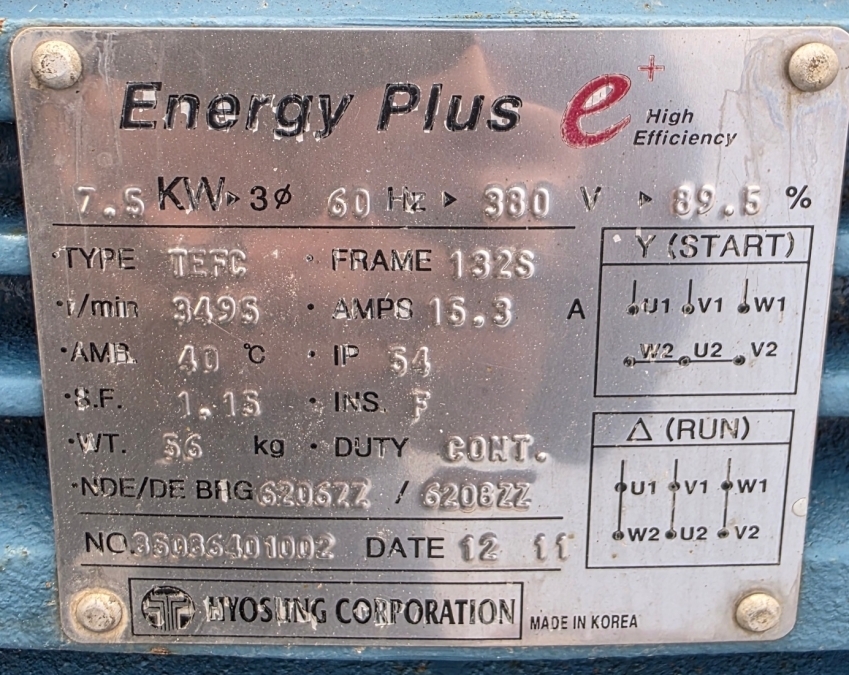 Energy Plus e+ High Efficiency
7.5 KW ▸ 3ø 60 Hz ▸ 380 V ▸ 89.5 %
·TYPE TEFC · FRAME 132S
·r/min 3495 · AMPS 15.3 A
·AMB. 40 °C · IP 54
·S.F. 1.15 · INS. F
·WT. 56 kg · DUTY CONT.
·NDE/DE BRG 6206ZZ / 6208ZZ
NO. DATE 12 11
HYOSUNG CORPORATION MADE IN KOREA
Y (START)
U1 V1 W1
W2 U2 V2
Δ (RUN)
U1 V1 W1
W2 U2 V2